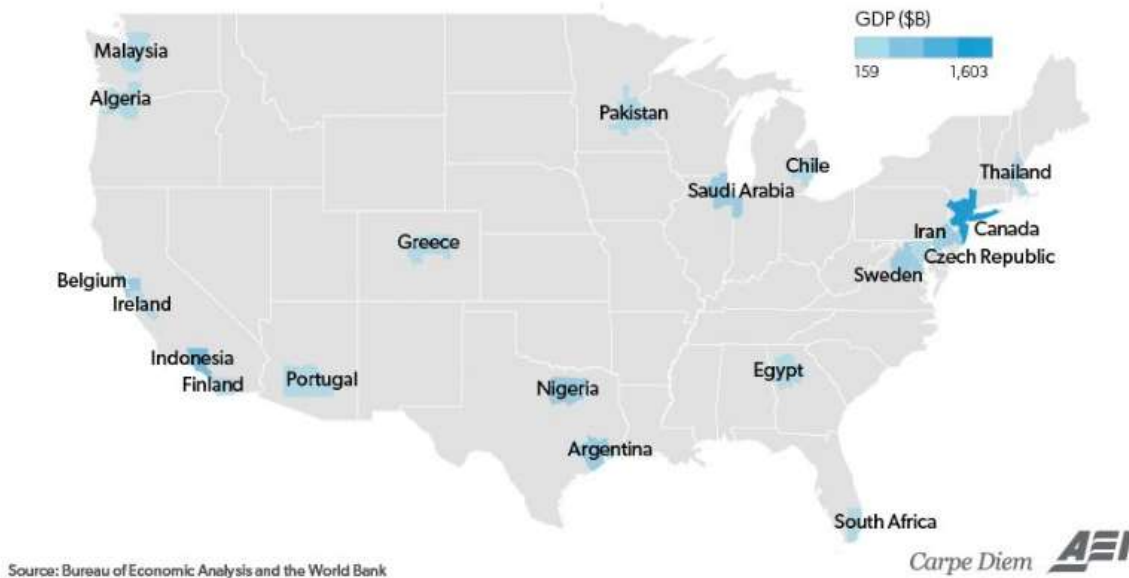 GDP ($B)
159 1,603
Malaysia
Algeria
Pakistan
Chile
Thailand
Saudi Arabia
Greece
Iran
Canada
Czech Republic
Sweden
Belgium
Ireland
Indonesia
Finland
Portugal
Nigeria
Egypt
Argentina
South Africa
Carpe Diem AEI
Source: Bureau of Economic Analysis and the World Bank